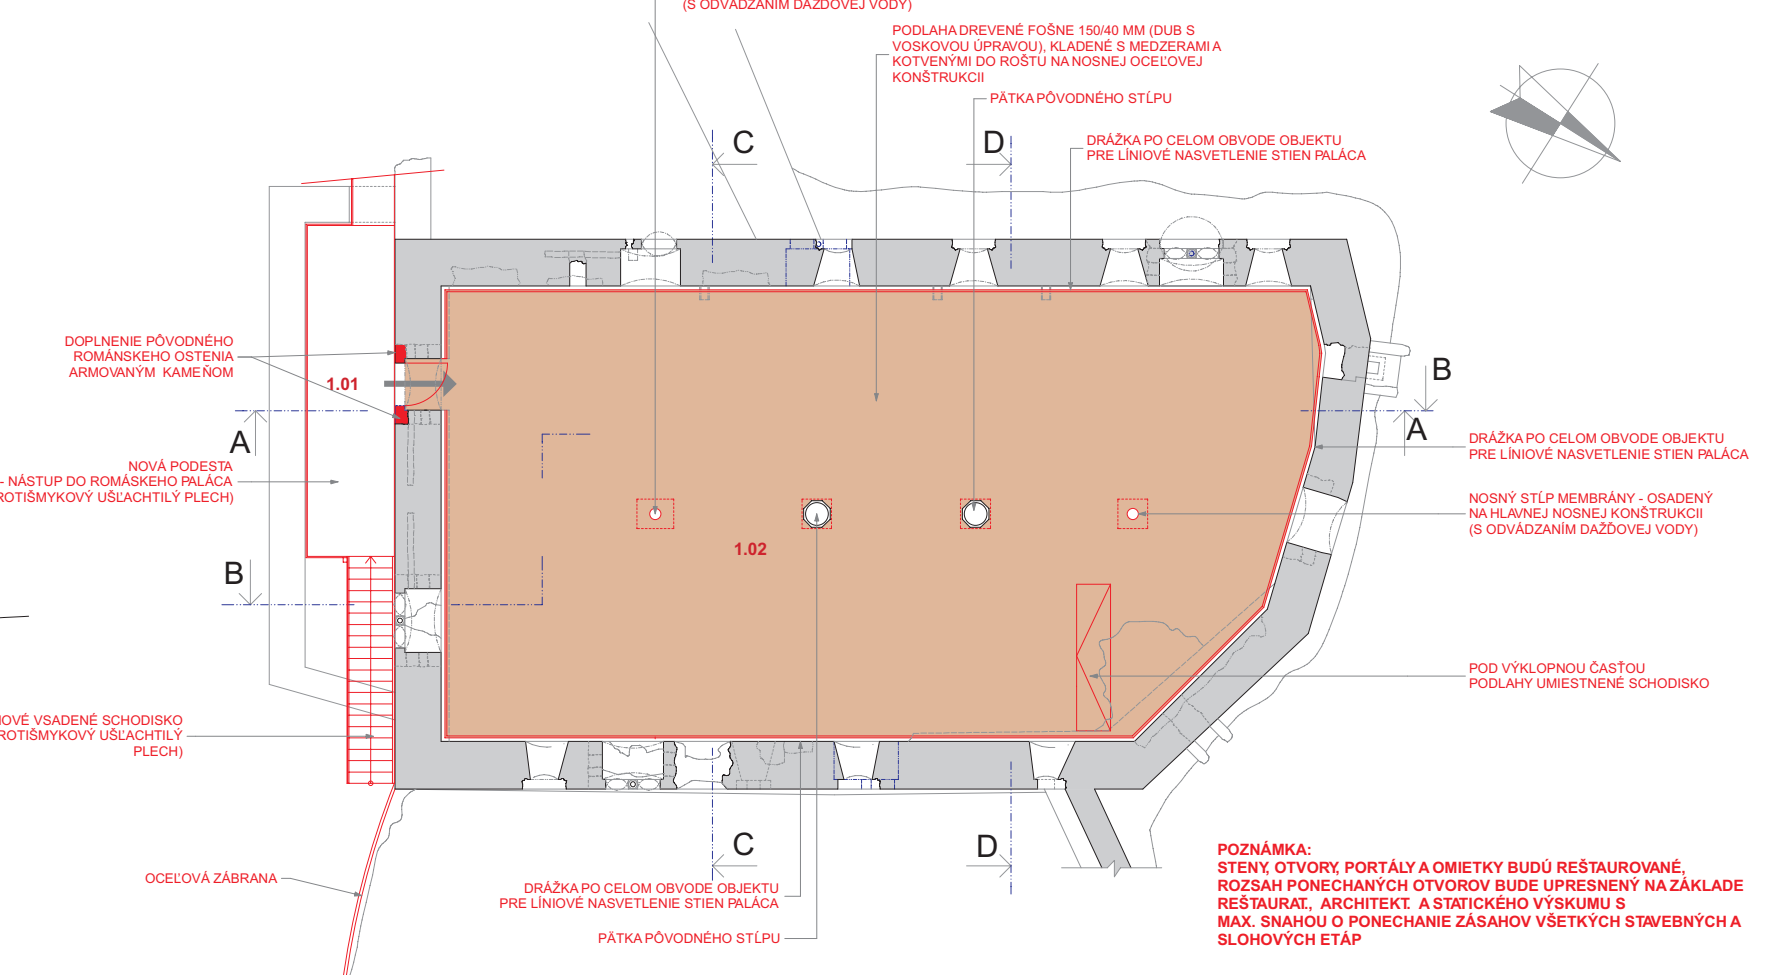 (S ODVÁDZANÍM DAŽĎOVEJ VODY)
PODLAHA DREVENÉ FOŠNE 150/40 MM (DUB S
VOSKOVOU ÚPRAVOU), KLADENÉ S MEDZERAMI A
KOTVENÝMI DO ROŠTU NA NOSNEJ OCEĽOVEJ
KONŠTRUKCII
PÄTKA PÔVODNÉHO STĹPU
C
D
DRÁŽKA PO CELOM OBVODE OBJEKTU
PRE LÍNIOVÉ NASVETLENIE STIEN PALÁCA
DOPLNENIE PÔVODNÉHO
ROMÁNSKEHO OSTENIA
ARMOVANÝM KAMEŇOM
1.01
B
A
A
DRÁŽKA PO CELOM OBVODE OBJEKTU
PRE LÍNIOVÉ NASVETLENIE STIEN PALÁCA
NOVÁ PODESTA
- NÁSTUP DO ROMÁSKEHO PALÁCA
ROTIŠMYKOVÝ UŠĽACHTILÝ PLECH)
NOSNÝ STĹP MEMBRÁNY - OSADENÝ
NA HLAVNEJ NOSNEJ KONŠTRUKCII
(S ODVÁDZANÍM DAŽĎOVEJ VODY)
1.02
B
POD VÝKLOPNOU ČASŤOU
PODLAHY UMIESTNENÉ SCHODISKO
OVÉ VSADENÉ SCHODISKO
ROTIŠMYKOVÝ UŠĽACHTILÝ
PLECH)
C
D
OCEĽOVÁ ZÁBRANA
DRÁŽKA PO CELOM OBVODE OBJEKTU
PRE LÍNIOVÉ NASVETLENIE STIEN PALÁCA
PÄTKA PÔVODNÉHO STĹPU
POZNÁMKA:
STENY, OTVORY, PORTÁLY A OMIETKY BUDÚ REŠTAUROVANÉ,
ROZSAH PONECHANÝCH OTVOROV BUDE UPRESNENÝ NA ZÁKLADE
REŠTAURAT., ARCHITEKT. A STATICKÉHO VÝSKUMU S
MAX. SNAHOU O PONECHANIE ZÁSAHOV VŠETKÝCH STAVEBNÝCH A
SLOHOVÝCH ETÁP